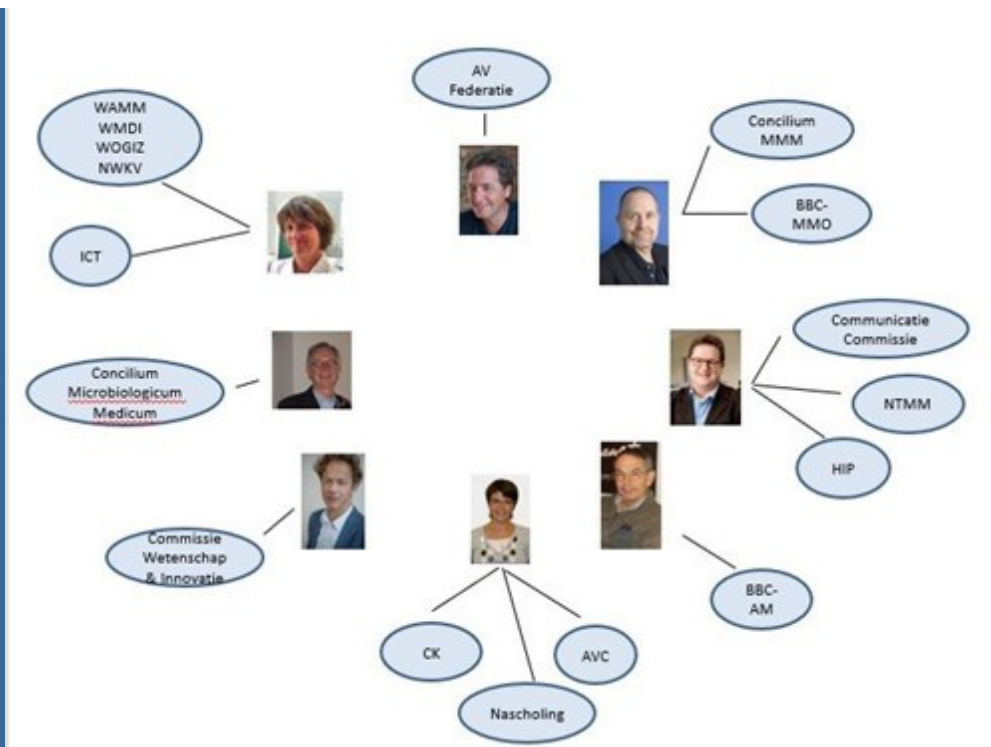 AV
Federatie
WAMM
WMDI
WOGIZ
NWKV
Concilium
MMM
BBC-
MMO
ICT
Communicatie
Commissie
Concilium
Microbiologicum
Medicum
NTMM
HIP
Commissie
Wetenschap
& Innovatie
BBC-
AM
CK
AVC
Nascholing